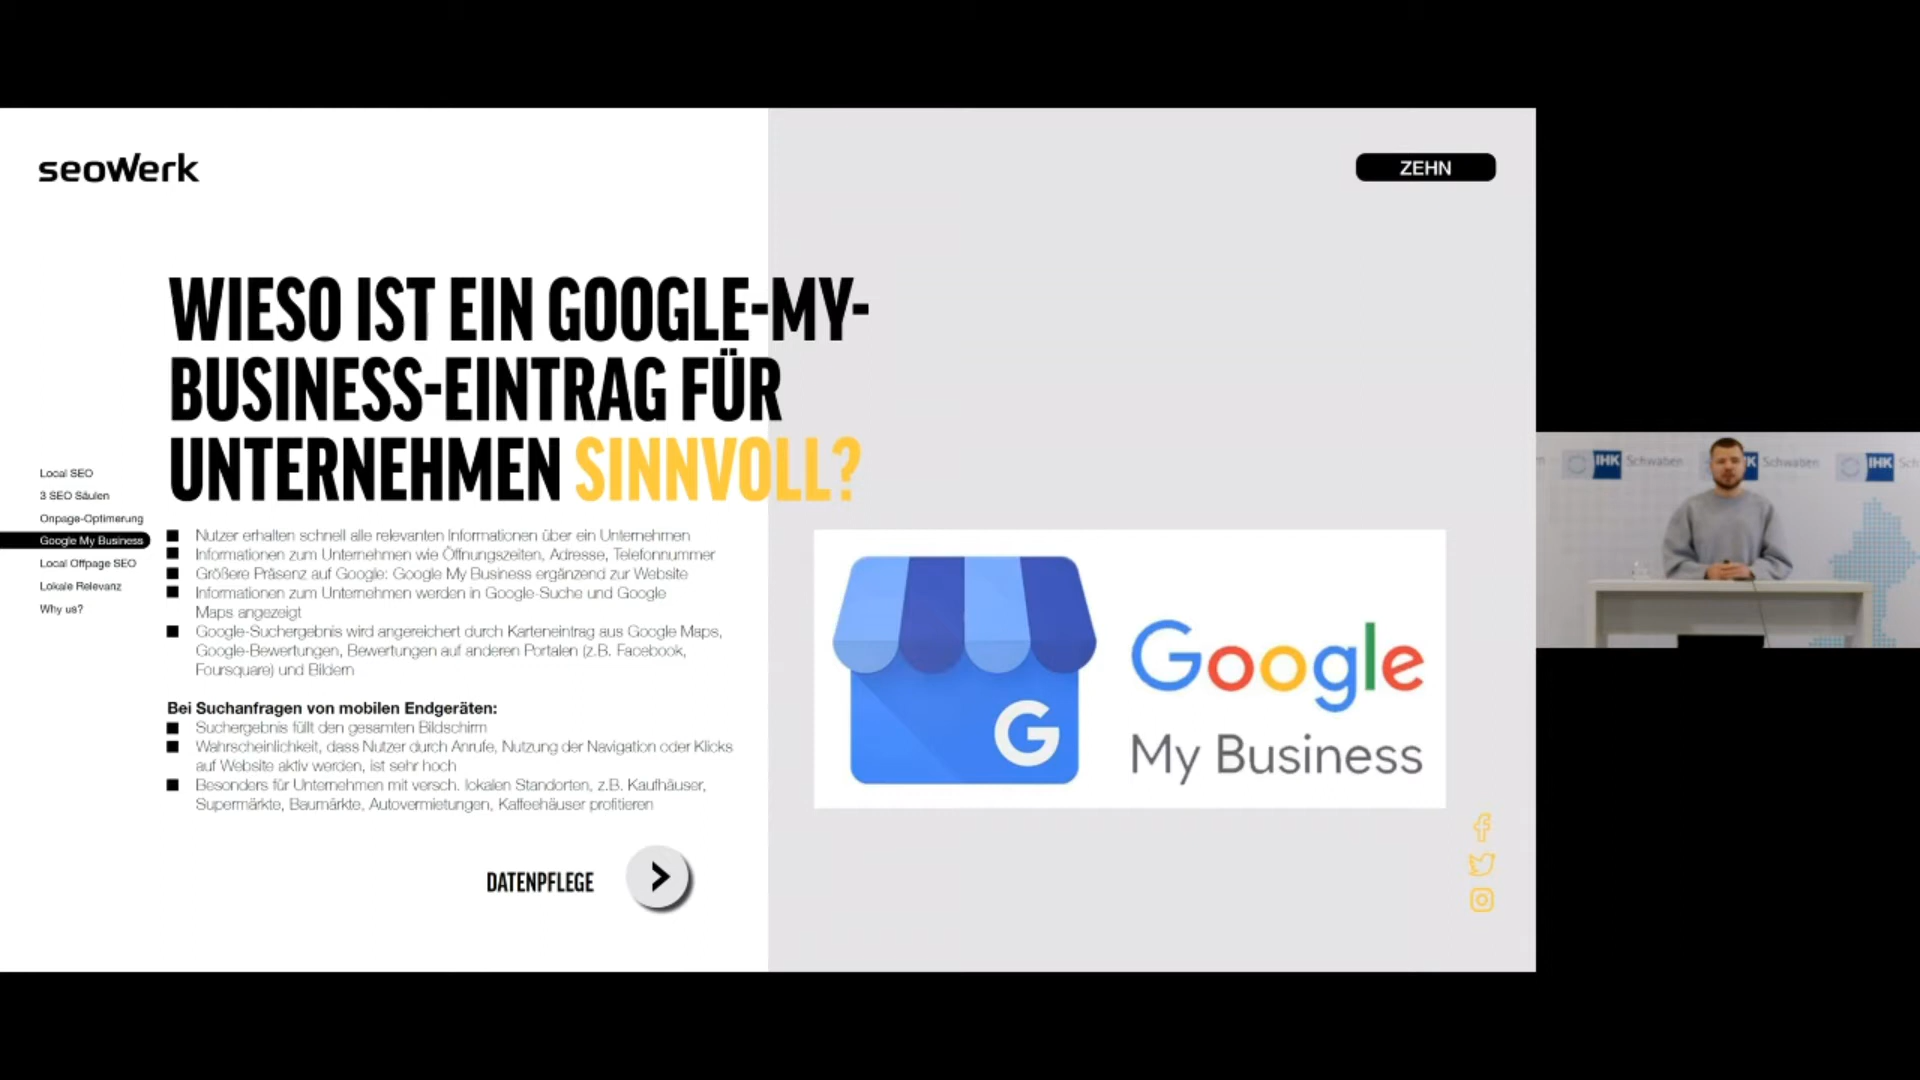 seoWerk
ZEHN
WIESO IST EIN GOOGLE-MY-
BUSINESS-EINTRAG FÜR
UNTERNEHMEN SINNVOLL?
Local SEO
3 SEO Säulen
Onpage-Optimerung
Google My Business
Local Offpage SEO
Lokale Relevanz
Why us?
Nutzer erhalten schnell alle relevanten Informationen über ein Unternehmen
Informationen zum Unternehmen wie Öffnungszeiten, Adresse, Telefonnummer
Größere Präsenz auf Google: Google My Business ergänzend zur Website
Informationen zum Unternehmen werden in Google-Suche und Google
Maps angezeigt
Google-Suchergebnis wird angereichert durch Karteneintrag aus Google Maps,
Google-Bewertungen, Bewertungen auf anderen Portalen (z.B. Facebook,
Foursquare) und Bildern
Bei Suchanfragen von mobilen Endgeräten:
Suchergebnis füllt den gesamten Bildschirm
Wahrscheinlichkeit, dass Nutzer durch Anrufe, Nutzung der Navigation oder Klicks
auf Website aktiv werden, ist sehr hoch
Besonders für Unternehmen mit versch. lokalen Standorten, z.B. Kaufhäuser,
Supermärkte, Baumärkte, Autovermietungen, Kaffeehäuser profitieren
DATENPFLEGE
G
Google
My Business
IHK Schwaben
IHK Schwaben
IHK Sch